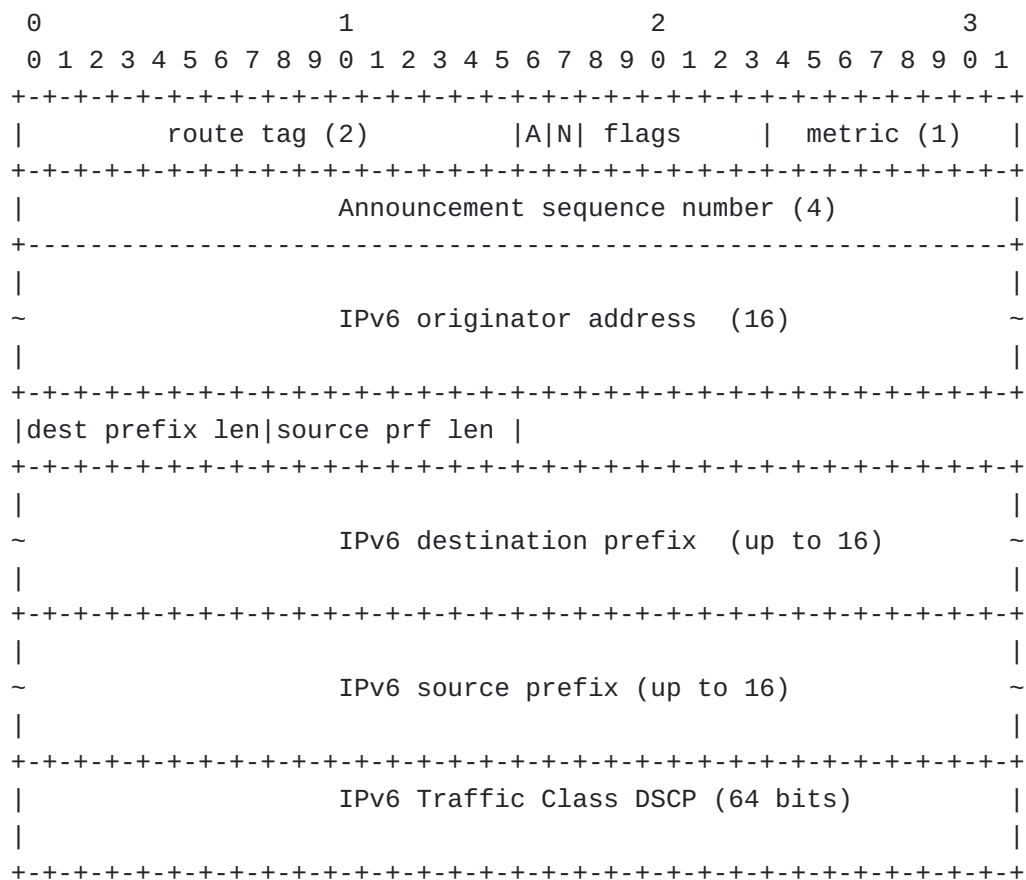 0                   1                   2                   3
 0 1 2 3 4 5 6 7 8 9 0 1 2 3 4 5 6 7 8 9 0 1 2 3 4 5 6 7 8 9 0 1
+-+-+-+-+-+-+-+-+-+-+-+-+-+-+-+-+-+-+-+-+-+-+-+-+-+-+-+-+-+-+-+-+
|         route tag (2)         |A|N| flags     |  metric (1)   |
+-+-+-+-+-+-+-+-+-+-+-+-+-+-+-+-+-+-+-+-+-+-+-+-+-+-+-+-+-+-+-+-+
|                    Announcement sequence number (4)           |
+---------------------------------------------------------------+
|                                                               |
~                    IPv6 originator address  (16)              ~
|                                                               |
+-+-+-+-+-+-+-+-+-+-+-+-+-+-+-+-+-+-+-+-+-+-+-+-+-+-+-+-+-+-+-+-+
|dest prefix len|source prf len |
+-+-+-+-+-+-+-+-+-+-+-+-+-+-+-+-+-+-+-+-+-+-+-+-+-+-+-+-+-+-+-+-+
|                                                               |
~                    IPv6 destination prefix  (up to 16)        ~
|                                                               |
+-+-+-+-+-+-+-+-+-+-+-+-+-+-+-+-+-+-+-+-+-+-+-+-+-+-+-+-+-+-+-+-+
|                                                               |
~                    IPv6 source prefix (up to 16)              ~
|                                                               |
+-+-+-+-+-+-+-+-+-+-+-+-+-+-+-+-+-+-+-+-+-+-+-+-+-+-+-+-+-+-+-+-+
|                    IPv6 Traffic Class DSCP (64 bits)          |
|                                                               |
+-+-+-+-+-+-+-+-+-+-+-+-+-+-+-+-+-+-+-+-+-+-+-+-+-+-+-+-+-+-+-+-+